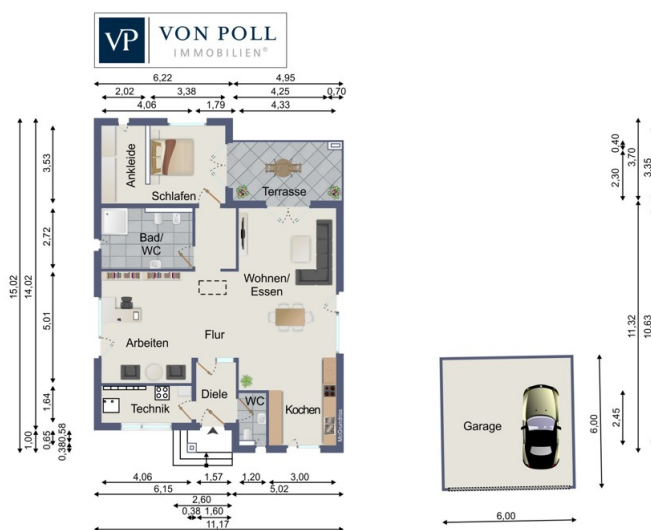 VP VON POLL
IMMOBILIEN®
6,22 4,95
2,02 3,38 4,25 0,70
4,06 1,79 4,33
15,02
14,02
1,00
3,53
2,72
5,01
1,64
0,65
0,58
0,38
Ankleide
Schlafen
Terrasse
Bad/
WC
Wohnen/
Essen
Arbeiten
Flur
Technik
Diele
WC
Kochen
0,40
2,30
3,70
3,35
11,32
10,63
2,45
Garage
6,00
6,00
4,06 1,57 1,20 3,00
6,15 5,02
2,60
0,38 1,60
11,17